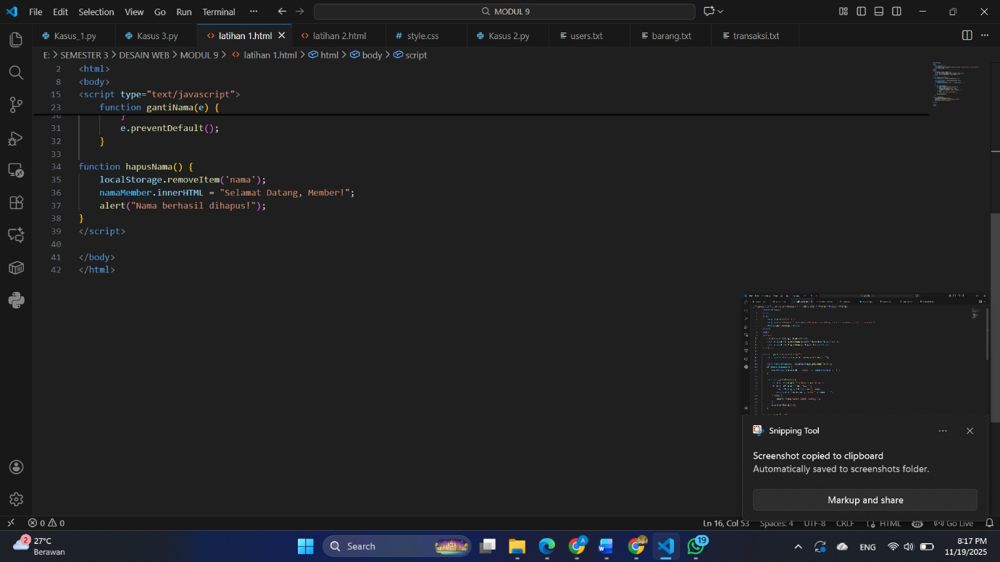 File Edit Selection View Go Run Terminal ··· MODUL 9
Kasus_1.py Kasus 3.py latihan 1.html latihan 2.html style.css Kasus 2.py users.txt barang.txt transaksi.txt
E: > SEMESTER 3 > DESAIN WEB > MODUL 9 > latihan 1.html > html > body > script
2 <html>
8 <body>
15 <script type="text/javascript">
23 function gantiNama(e) {
30 }
31 e.preventDefault();
32 }
33
34 function hapusNama() {
35 localStorage.removeItem('nama');
36 namaMember.innerHTML = "Selamat Datang, Member!";
37 alert("Nama berhasil dihapus!");
38 }
39 </script>
40
41 </body>
42 </html>
Snipping Tool
Screenshot copied to clipboard
Automatically saved to screenshots folder.
Markup and share
0 0 Ln 16, Col 53 Spaces: 4 UTF-8 CRLF HTML Go Live
2 27°C
Berawan
Search
A
19
ENG
8:17 PM
11/19/2025